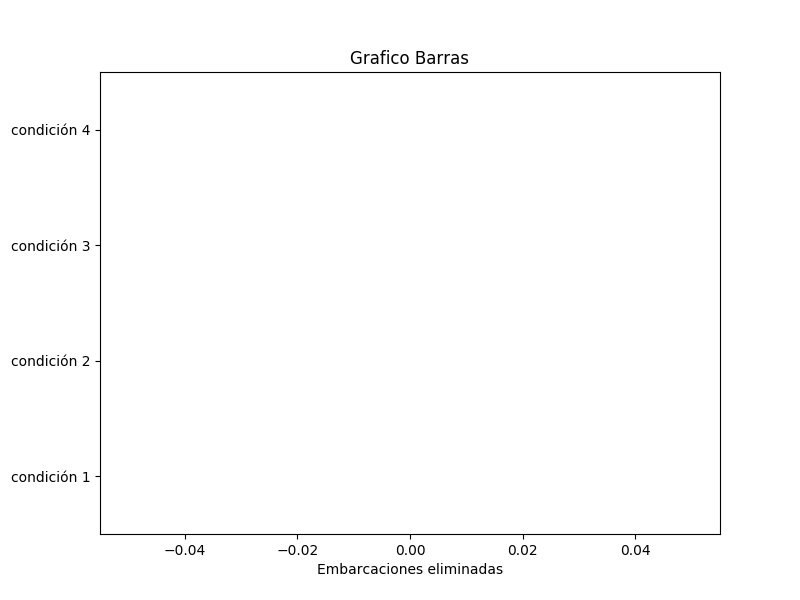 Grafico Barras
condición 4
condición 3
condición 2
condición 1
−0.04 −0.02 0.00 0.02 0.04
Embarcaciones eliminadas